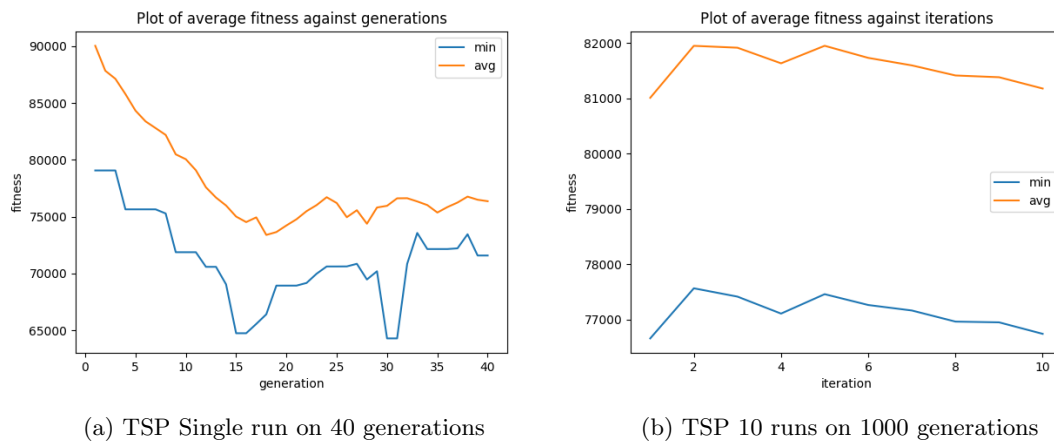 Plot of average fitness against generations
90000
85000
80000
75000
70000
65000
fitness
min
avg
0 5 10 15 20 25 30 35 40
generation
(a) TSP Single run on 40 generations
Plot of average fitness against iterations
82000
81000
80000
79000
78000
77000
fitness
min
avg
2 4 6 8 10
iteration
(b) TSP 10 runs on 1000 generations